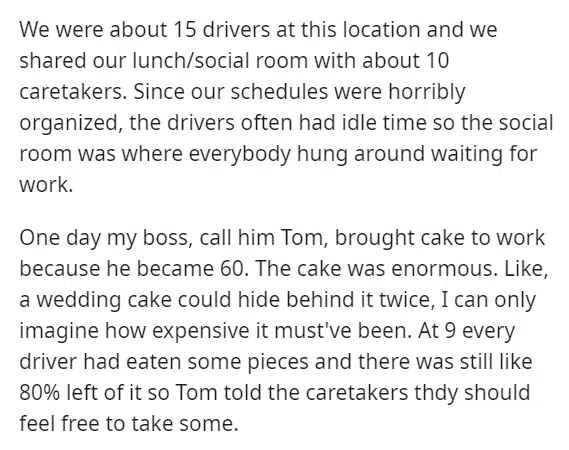 We were about 15 drivers at this location and we
shared our lunch/social room with about 10
caretakers. Since our schedules were horribly
organized, the drivers often had idle time so the social
room was where everybody hung around waiting for
work.
One day my boss, call him Tom, brought cake to work
because he became 60. The cake was enormous. Like,
a wedding cake could hide behind it twice, I can only
imagine how expensive it must've been. At 9 every
driver had eaten some pieces and there was still like
80% left of it so Tom told the caretakers thdy should
feel free to take some.